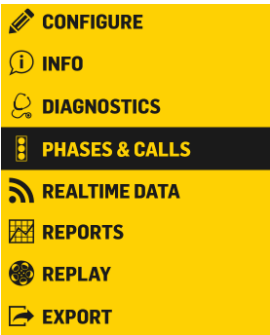 CONFIGURE
INFO
DIAGNOSTICS
PHASES & CALLS
REALTIME DATA
REPORTS
REPLAY
EXPORT